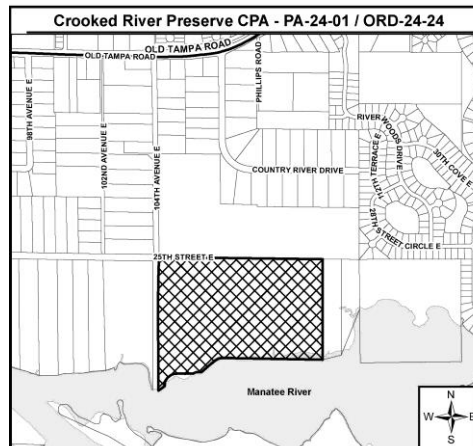 Crooked River Preserve CPA - PA-24-01 / ORD-24-24
OLD TAMPA ROAD
OLD TAMPA ROAD
98TH AVENUE E
102ND AVENUE E
104TH AVENUE E
PHILLIPS ROAD
COUNTRY RIVER DRIVE
RIVER WOODS DRIVE
112TH TERRACE E
30TH COVE E
28TH STREET CIRCLE E
25TH STREET E
Manatee River
N
W E
S